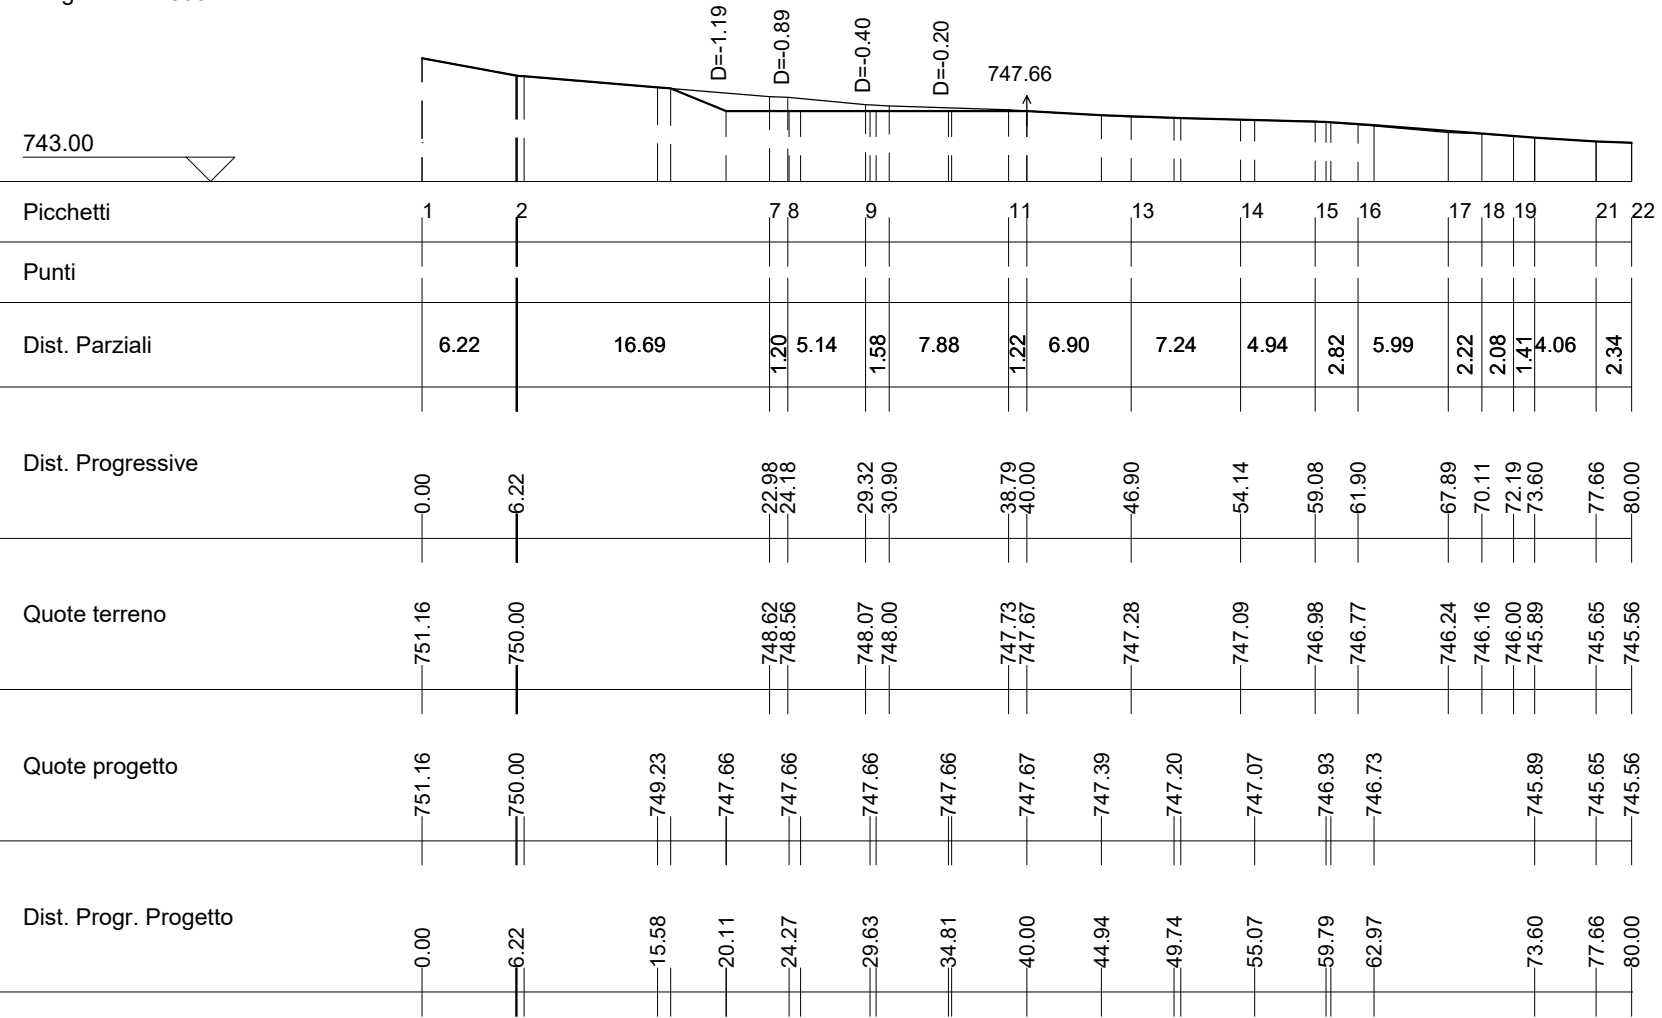 D=-1.19 D=-0.89 D=-0.40 D=-0.20
747.66
743.00
Picchetti 1 2 7 8 9 11 13 14 15 16 17 18 19 21 22
Punti
Dist. Parziali 6.22 16.69 1.20 5.14 1.58 7.88 1.22 6.90 7.24 4.94 2.82 5.99 2.22 2.08 1.41 4.06 2.34
Dist. Progressive 0.00 6.22 22.98 24.18 29.32 30.90 38.79 40.00 46.90 54.14 59.08 61.90 67.89 70.11 72.19 73.60 77.66 80.00
Quote terreno 751.16 750.00 748.62 748.56 748.07 748.00 747.73 747.67 747.28 747.09 746.98 746.77 746.24 746.16 746.00 745.89 745.65 745.56
Quote progetto 751.16 750.00 749.23 747.66 747.66 747.66 747.66 747.67 747.39 747.20 747.07 746.93 746.73 745.89 745.65 745.56
Dist. Progr. Progetto 0.00 6.22 15.58 20.11 24.27 29.63 34.81 40.00 44.94 49.74 55.07 59.79 62.97 73.60 77.66 80.00